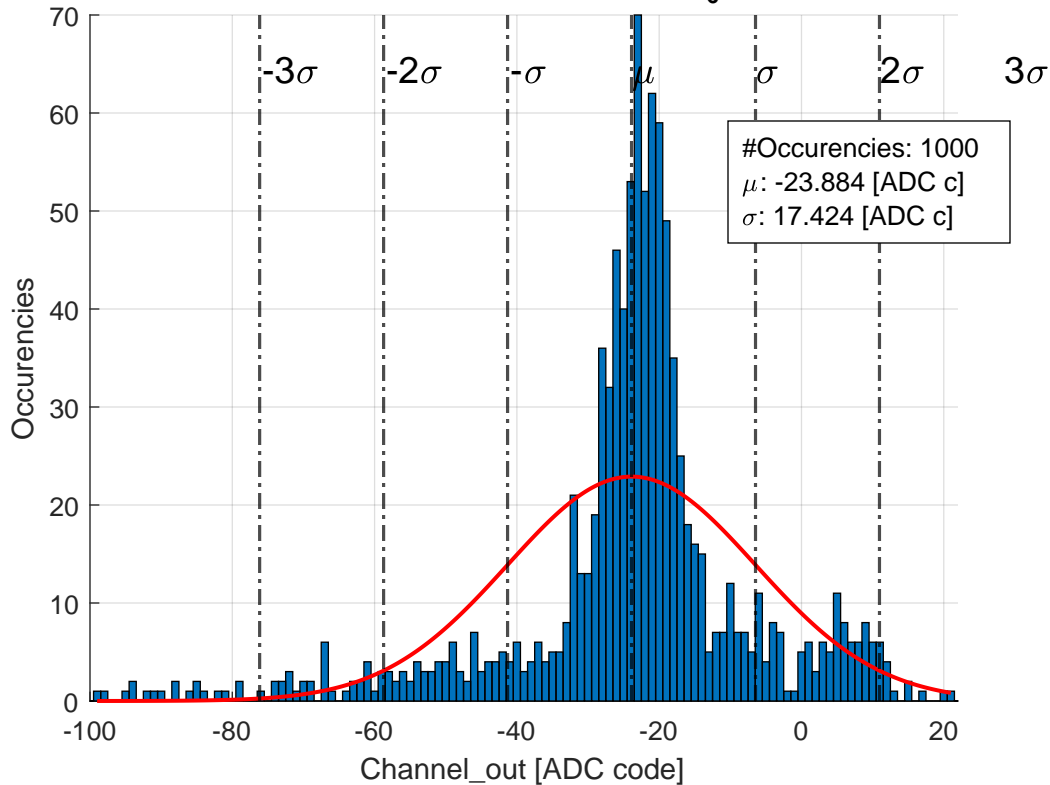 70
-3σ -2σ -σ μ σ 2σ 3σ
60
#Occurencies: 1000
μ: -23.884 [ADC c]
σ: 17.424 [ADC c]
50
40
30
20
10
0
Occurencies
-100 -80 -60 -40 -20 0 20
Channel_out [ADC code]